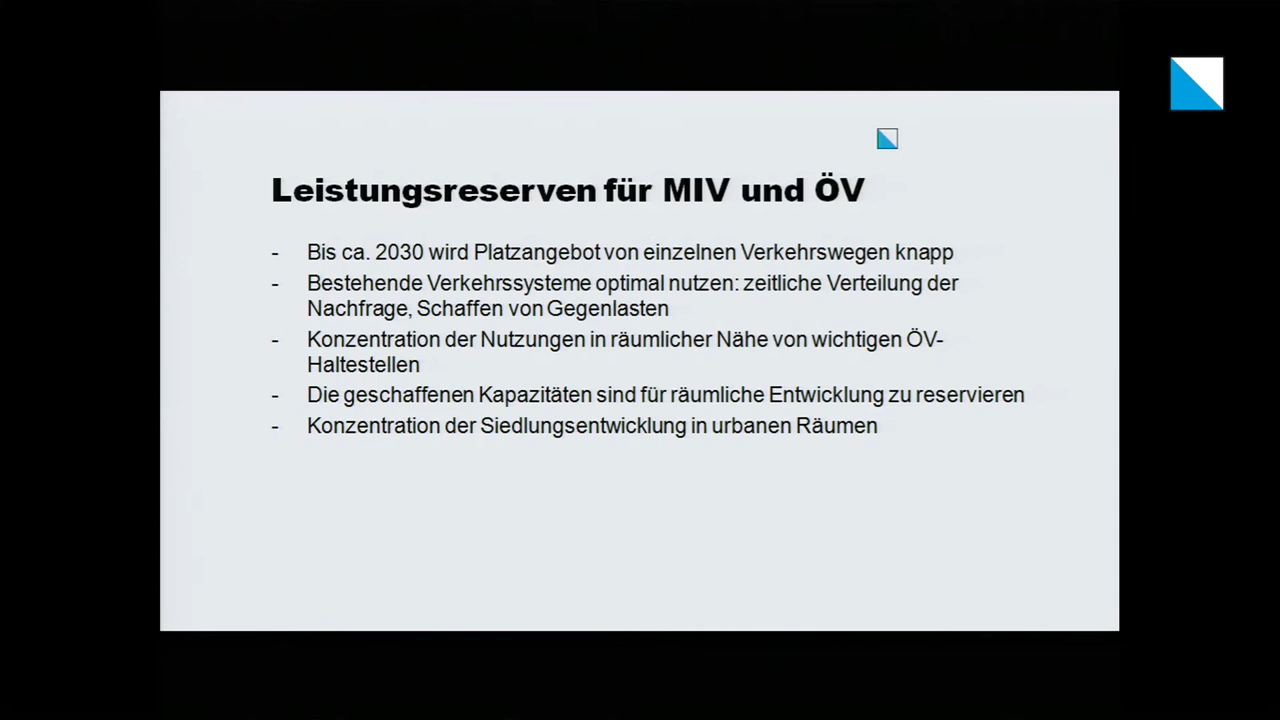 Leistungsreserven für MIV und ÖV
- Bis ca. 2030 wird Platzangebot von einzelnen Verkehrswegen knapp
- Bestehende Verkehrssysteme optimal nutzen: zeitliche Verteilung der
Nachfrage, Schaffen von Gegenlasten
- Konzentration der Nutzungen in räumlicher Nähe von wichtigen ÖV-
Haltestellen
- Die geschaffenen Kapazitäten sind für räumliche Entwicklung zu reservieren
- Konzentration der Siedlungsentwicklung in urbanen Räumen